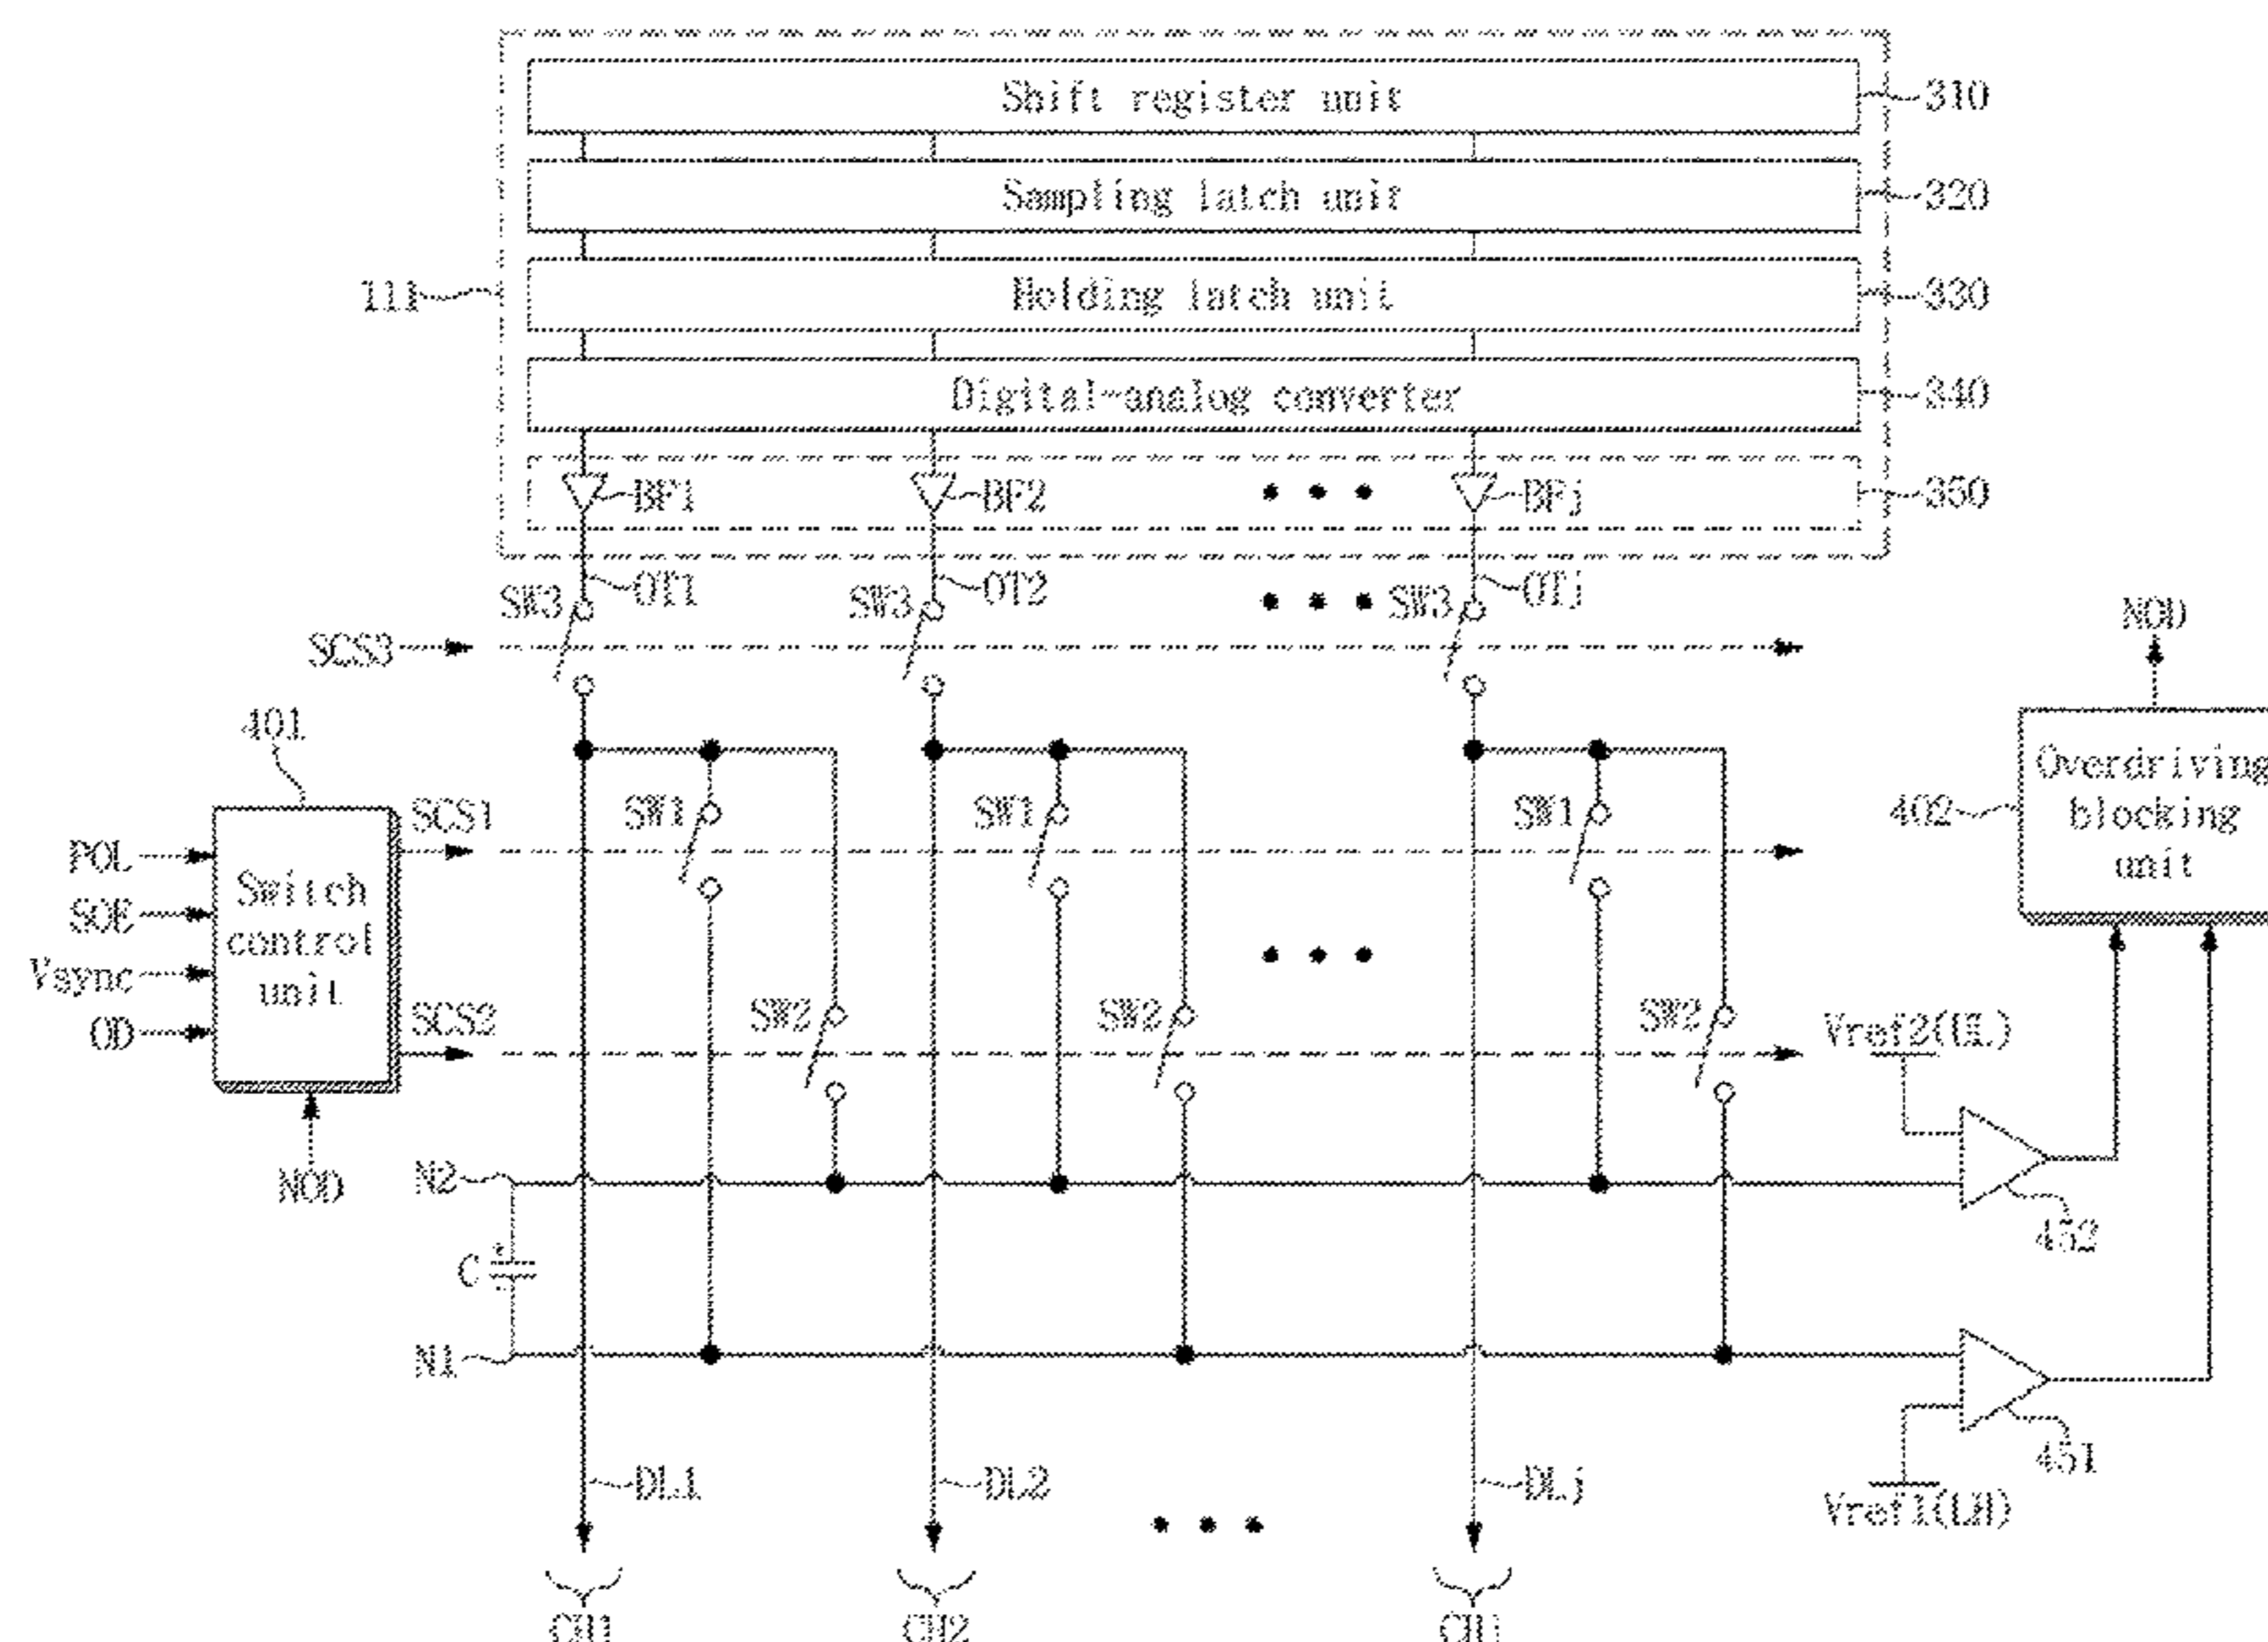 Shift register unit
310
Sampling latch unit
320
111
Holding latch unit
330
Digital-analog converter
340
BF1
BF2
BFj
350
SW3
OT1
SW3
OT2
SW3
OTj
SCS3
NOD
401
Overdriving
blocking
unit
402
SCS1
SW1
SW1
SW1
POL
SOE
Vsync
OD
Switch
control
unit
SCS2
SW2
SW2
SW2
Vref2(UL)
NOD
N2
452
C
N1
451
Vref1(LH)
DL1
DL2
DLj
CH1
CH2
CHj